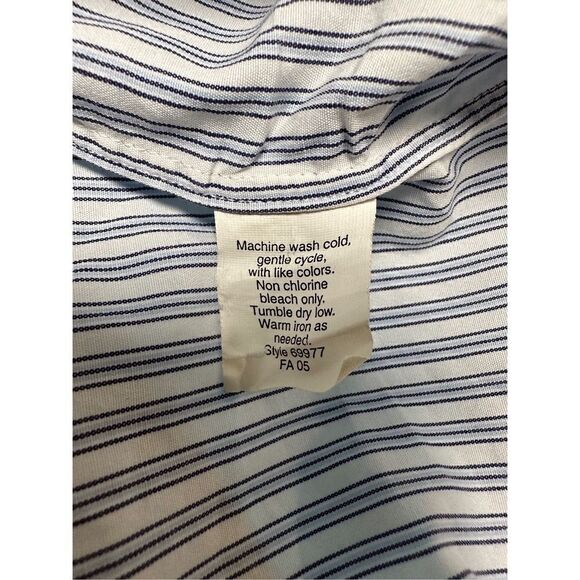 Machine wash cold,
gentle cycle,
with like colors.
Non chlorine
bleach only.
Tumble dry low.
Warm iron as
needed.
Style 69977
FA 05